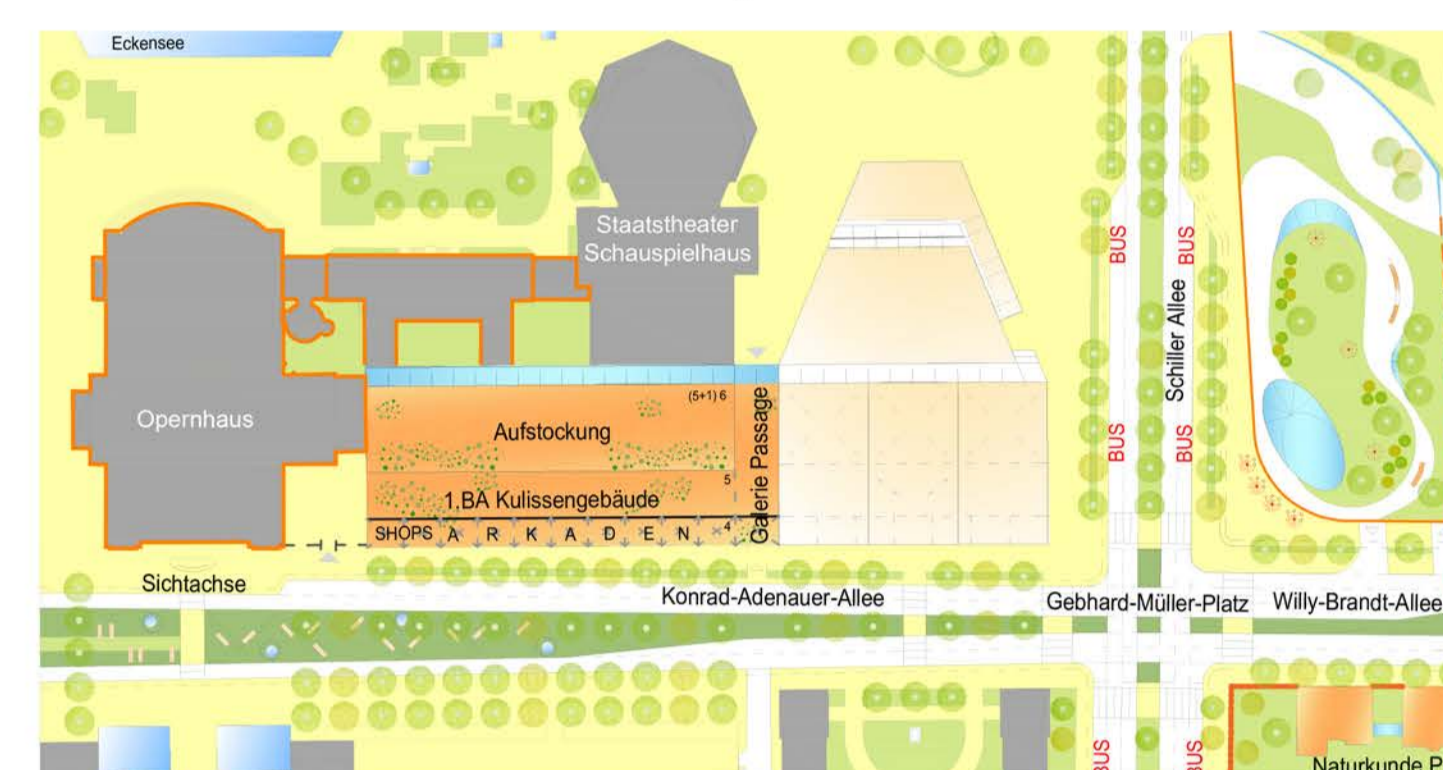 Eckensee
Staatstheater
Schauspielhaus
BUS
BUS
Schiller Allee
(5+1) 6
Opernhaus
Aufstockung
Galerie Passage
BUS
BUS
5
1.BA Kulissengebäude
SHOPS A R K A D E N 4
Sichtachse
Konrad-Adenauer-Allee
Gebhard-Müller-Platz
Willy-Brandt-Allee
BUS
BUS
Naturkunde P